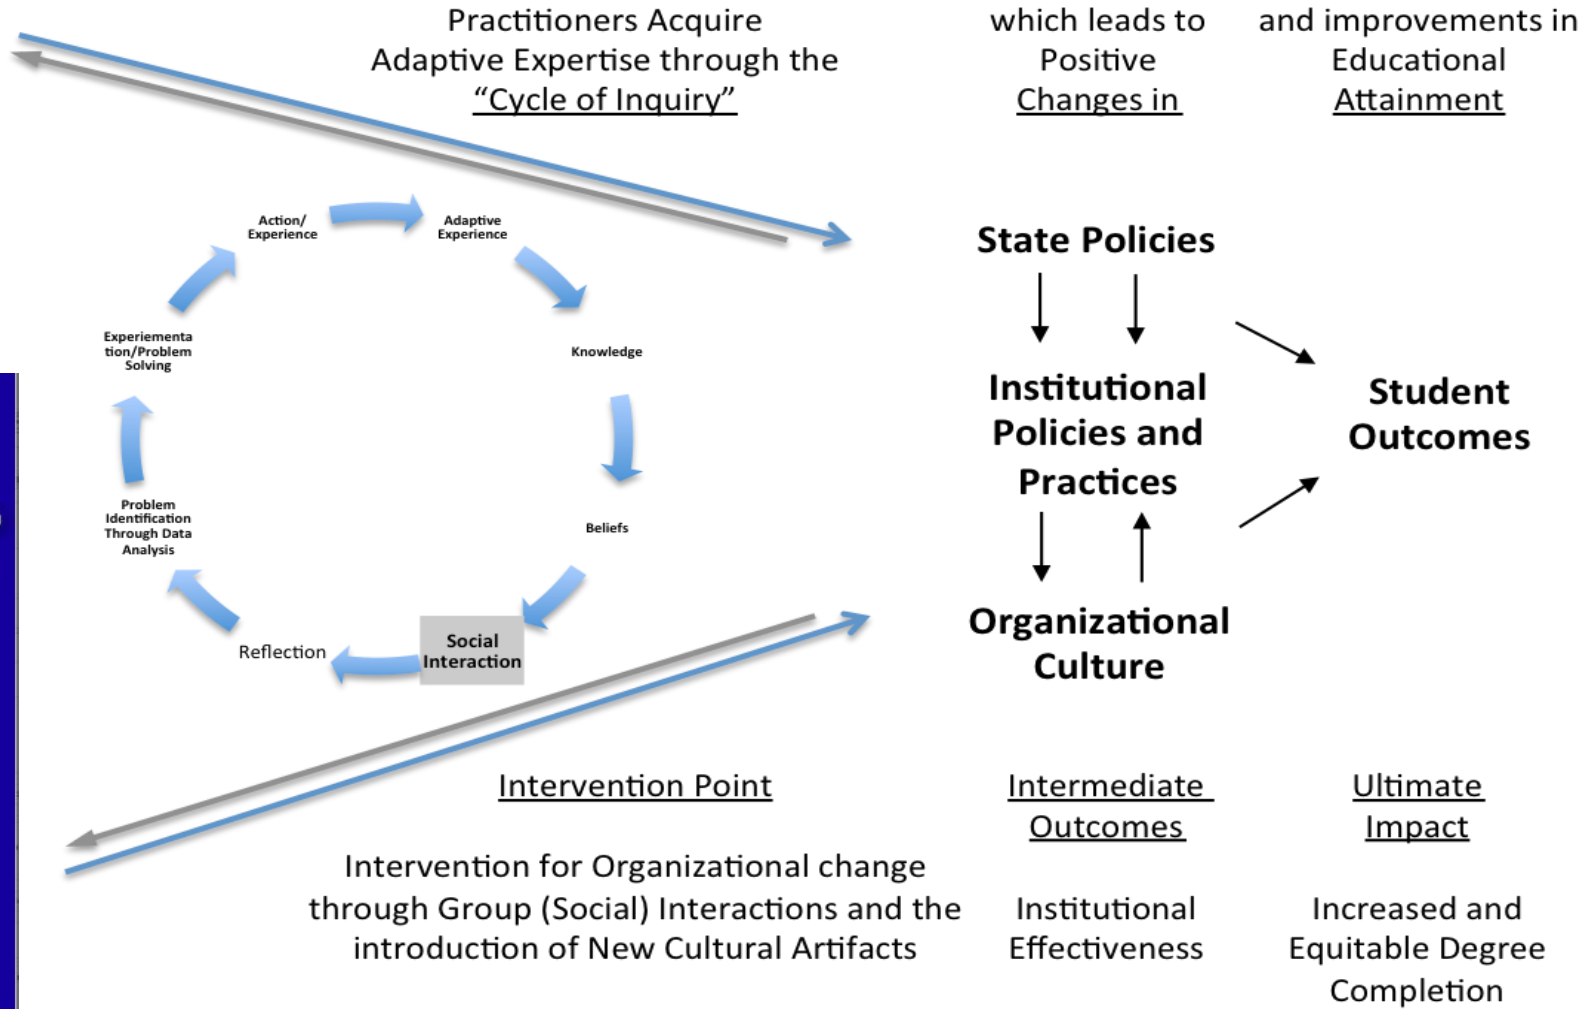 Practitioners Acquire
Adaptive Expertise through the
“Cycle of Inquiry”
which leads to
Positive
Changes in
and improvements in
Educational
Attainment
Action/
Experience
Adaptive
Experience
Knowledge
Beliefs
Social
Interaction
Reflection
Problem
Identification
Through Data
Analysis
Experiementa
tion/Problem
Solving
State Policies
Institutional
Policies and
Practices
Organizational
Culture
Student
Outcomes
Intervention Point
Intervention for Organizational change
through Group (Social) Interactions and the
introduction of New Cultural Artifacts
Intermediate
Outcomes
Institutional
Effectiveness
Ultimate
Impact
Increased and
Equitable Degree
Completion